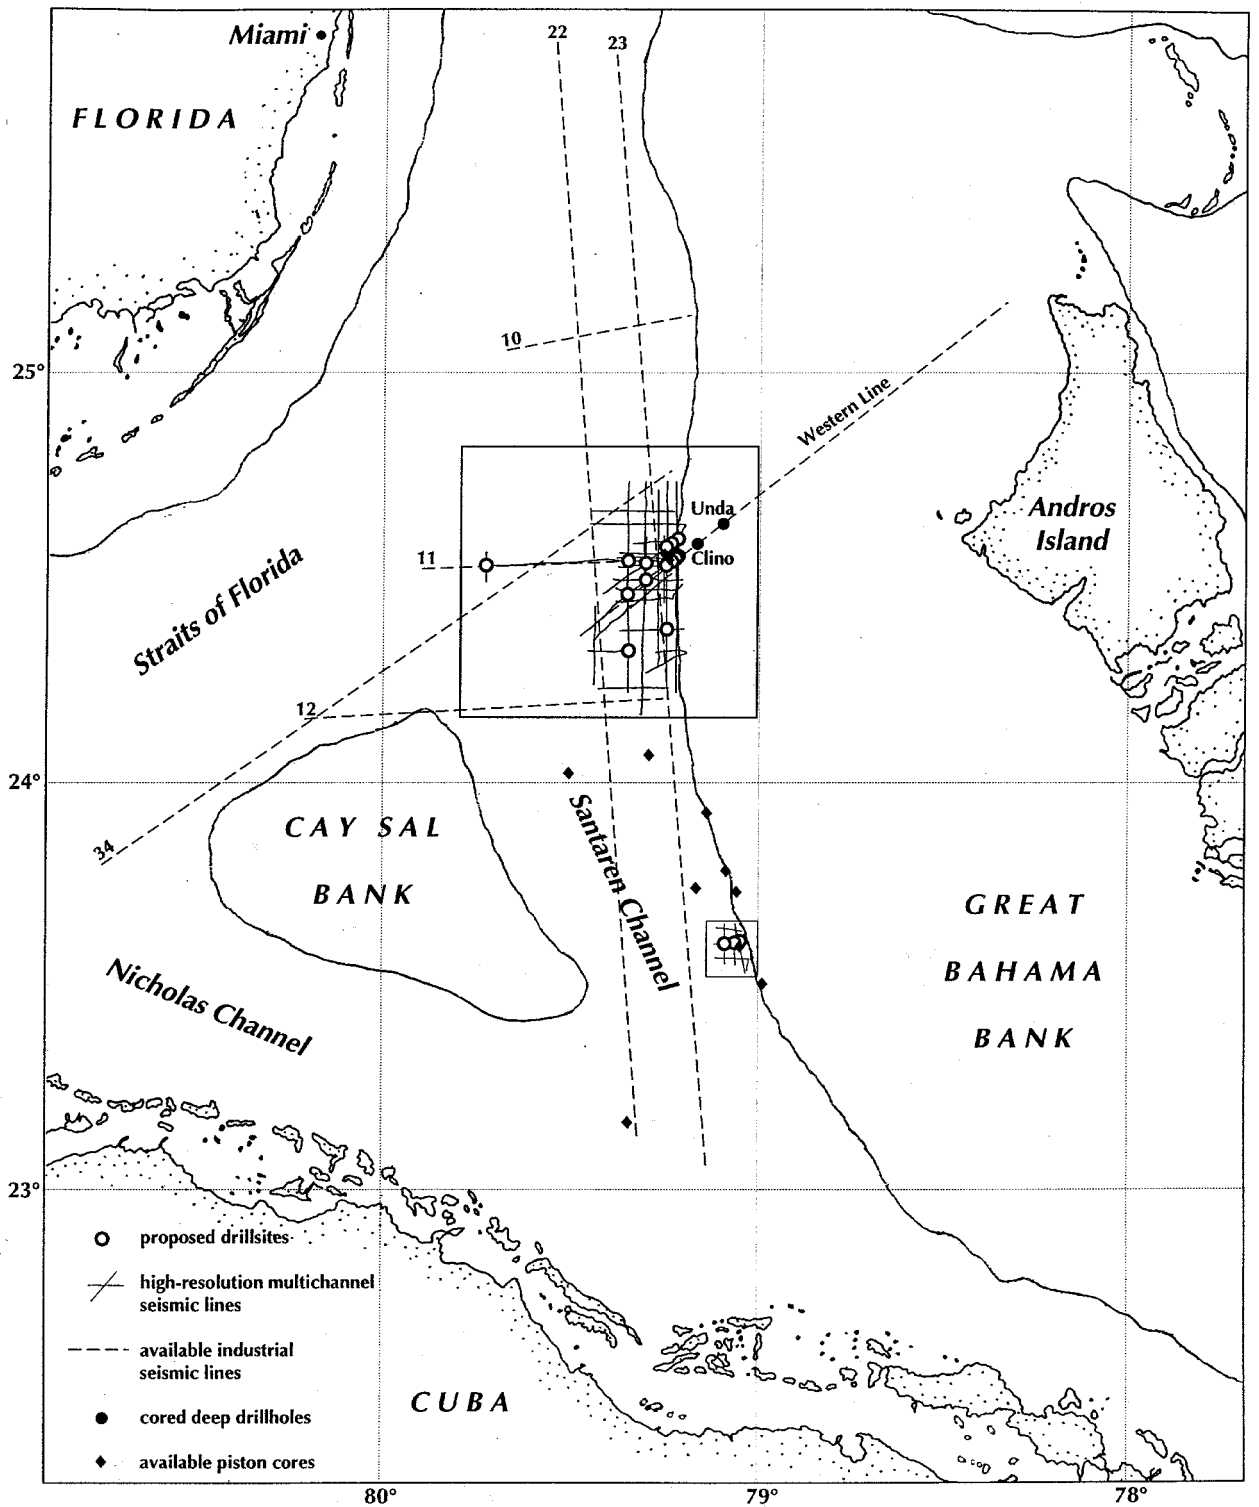 22
23
Miami
FLORIDA
10
25°
Western Line
Unda
Andros
Island
Clino
11
Straits of Florida
12
24°
34
CAY SAL
BANK
Santaren Channel
GREAT
BAHAMA
BANK
Nicholas Channel
23°
proposed drillsites
high-resolution multichannel
seismic lines
available industrial
seismic lines
CUBA
cored deep drillholes
available piston cores
80°
79°
78°